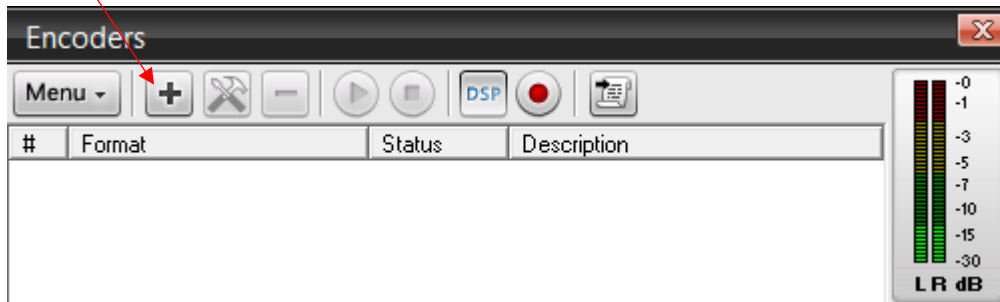 Encoders
Menu
DSP
# Format Status Description
-0
-1
-3
-5
-7
-10
-15
-30
L R dB